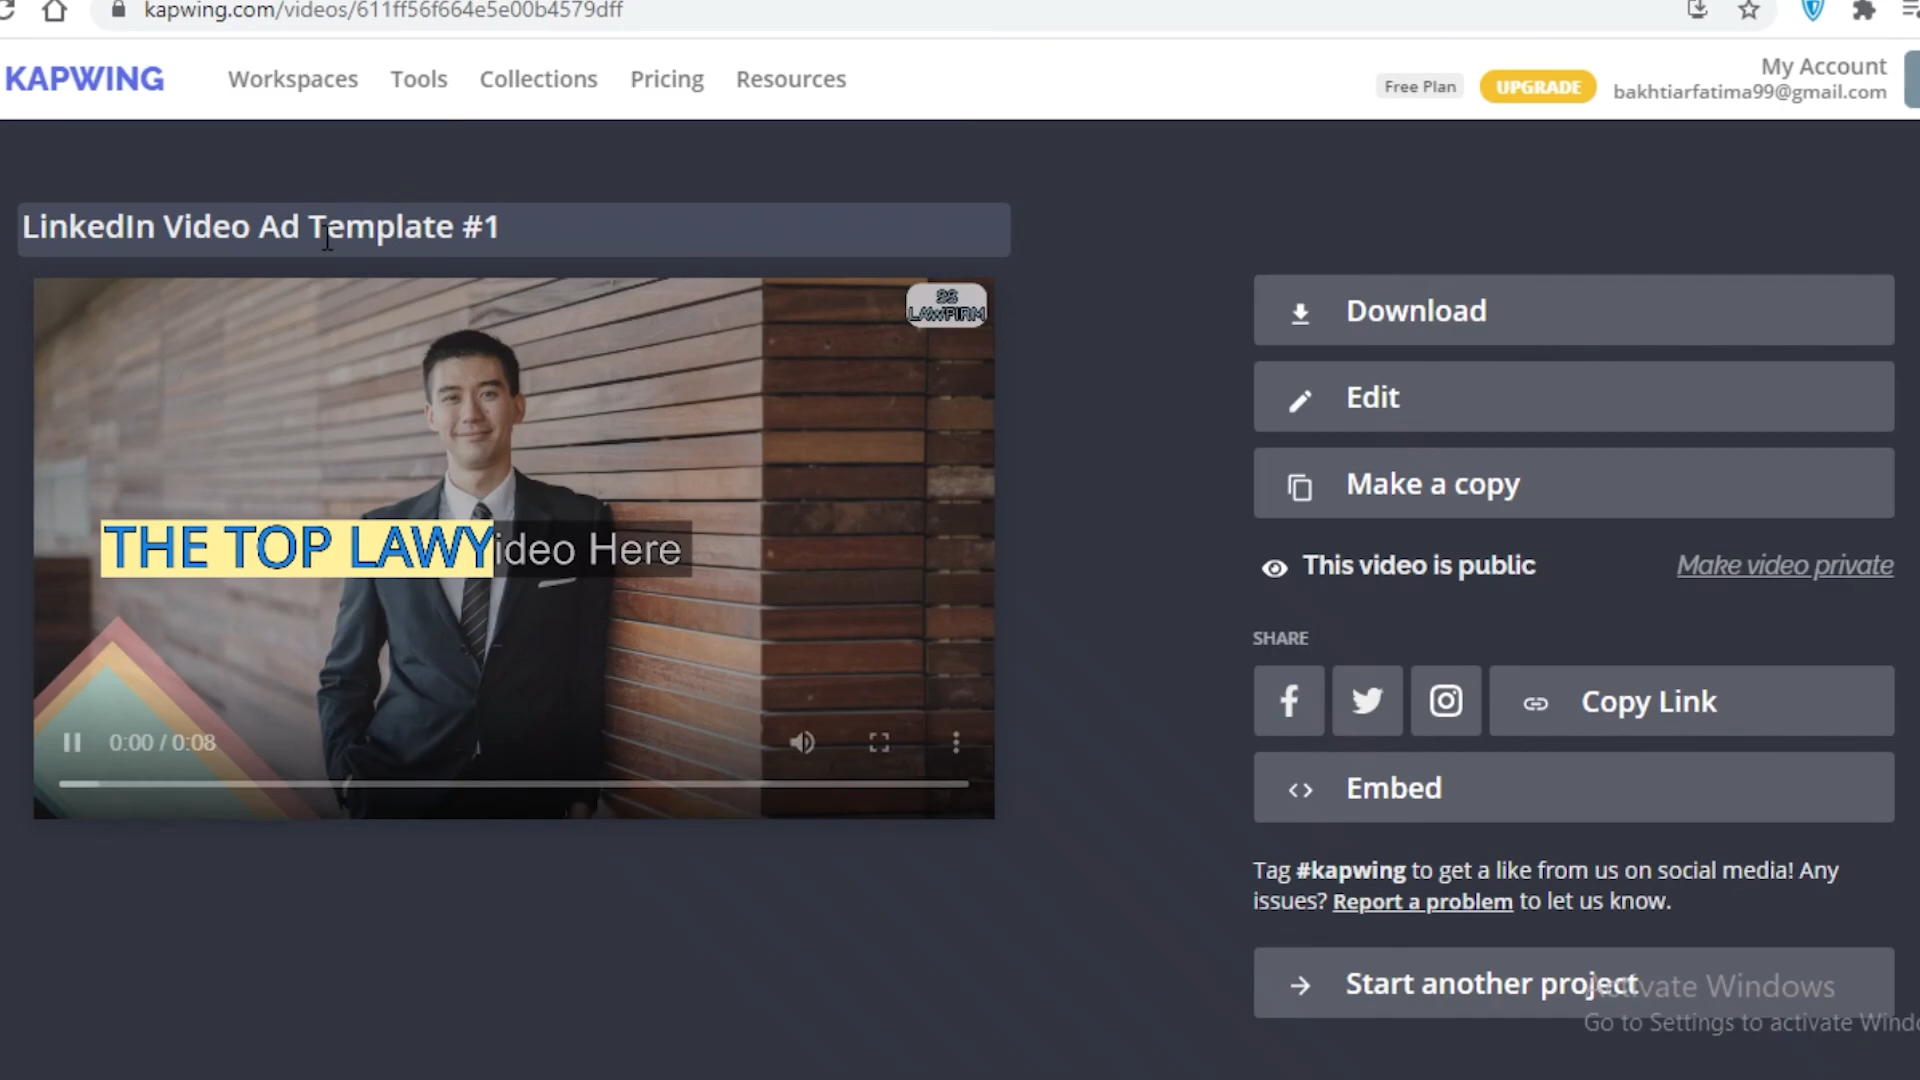 kapwing.com/videos/611ff56f664e5e00b4579dff
KAPWING
Workspaces
Tools
Collections
Pricing
Resources
Free Plan
UPGRADE
My Account
bakhtiarfatima99@gmail.com
LinkedIn Video Ad Template #1
SS
LAWFIRM
THE TOP LAWYideo Here
0:00 / 0:08
Download
Edit
Make a copy
This video is public
Make video private
SHARE
Copy Link
Embed
Tag #kapwing to get a like from us on social media! Any
issues? Report a problem to let us know.
Start another project
Activate Windows
Go to Settings to activate Windo